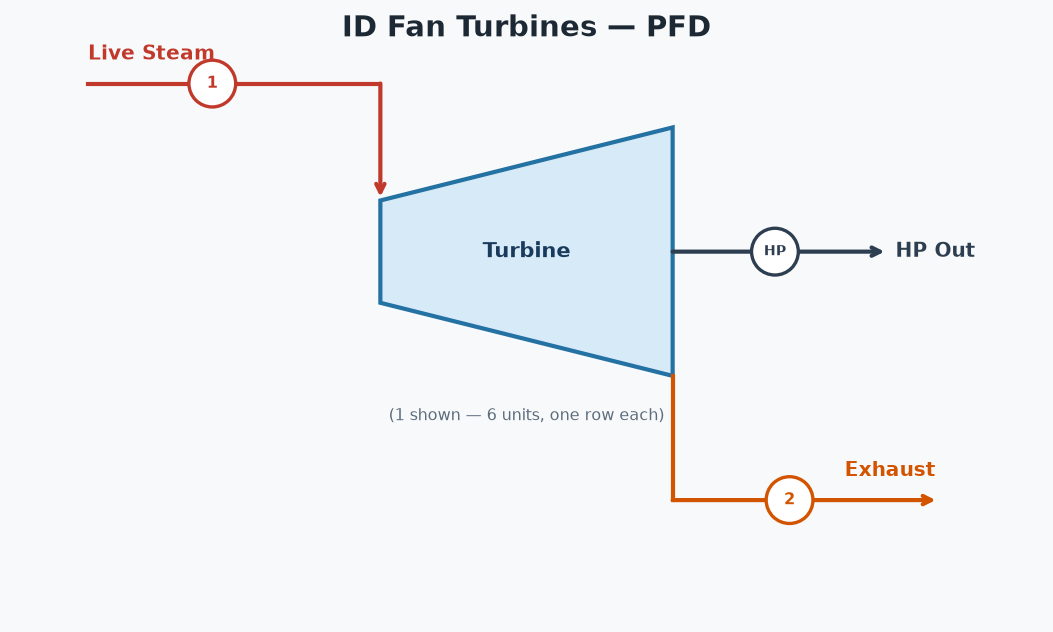 ID Fan Turbines — PFD
Live Steam
1
Turbine
HP
HP Out
(1 shown — 6 units, one row each)
Exhaust
2